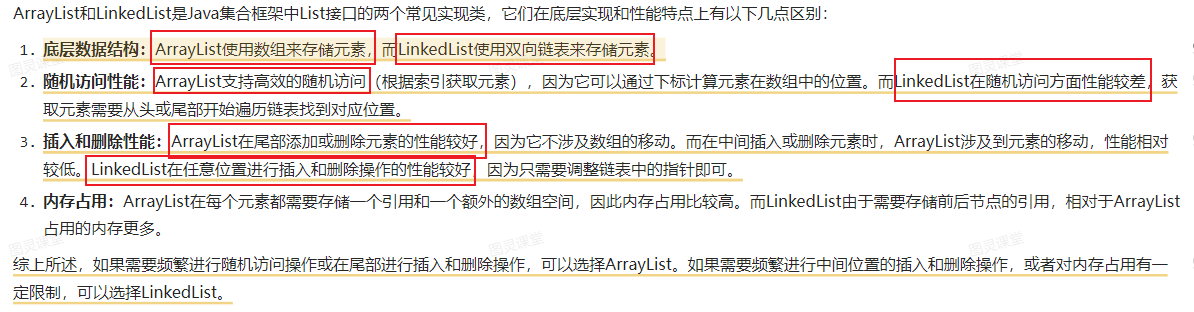 ArrayList和LinkedList是Java集合框架中List接口的两个常见实现类，它们在底层实现和性能特点上有以下几点区别：
1. 底层数据结构：ArrayList使用数组来存储元素，而LinkedList使用双向链表来存储元素。
2. 随机访问性能：ArrayList支持高效的随机访问（根据索引获取元素），因为它可以通过下标计算元素在数组中的位置。而LinkedList在随机访问方面性能较差，获
取元素需要从头或尾部开始遍历链表找到对应位置。
3. 插入和删除性能：ArrayList在尾部添加或删除元素的性能较好，因为它不涉及数组的移动。而在中间插入或删除元素时，ArrayList涉及到元素的移动，性能相对
较低。LinkedList在任意位置进行插入和删除操作的性能较好，因为只需要调整链表中的指针即可。
4. 内存占用：ArrayList在每个元素都需要存储一个引用和一个额外的数组空间，因此内存占用比较高。而LinkedList由于需要存储前后节点的引用，相对于ArrayList
占用的内存更多。
综上所述，如果需要频繁进行随机访问操作或在尾部进行插入和删除操作，可以选择ArrayList。如果需要频繁进行中间位置的插入和删除操作，或者对内存占用有一
定限制，可以选择LinkedList。
图灵课堂
图灵课堂
图灵课堂